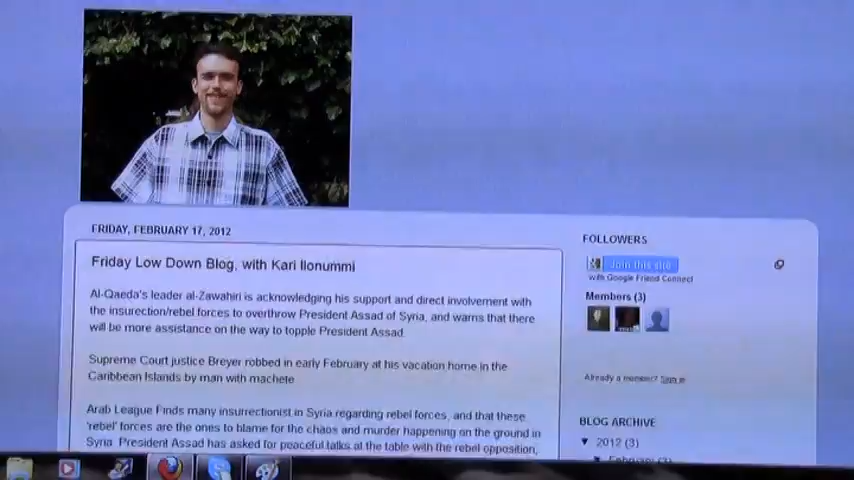 FRIDAY, FEBRUARY 17, 2012
Friday Low Down Blog, with Kari Ilonummi
Al-Qaeda's leader al-Zawahiri is acknowledging his support and direct involvement with
the insurection/rebel forces to overthrow President Assad of Syria, and warns that there
will be more assistance on the way to topple President Assad.
Supreme Court justice Breyer robbed in early February at his vacation home in the
Caribbean Islands by man with machete
Arab League Finds many insurrectionist in Syria regarding rebel forces, and that these
'rebel' forces are the ones to blame for the chaos and murder happening on the ground in
Syria. President Assad has asked for peaceful talks at the table with the rebel opposition,
FOLLOWERS
Join this site
with Google Friend Connect
Members (3)
Already a member? Sign in
BLOG ARCHIVE
▼ 2012 (3)
▼ February (3)